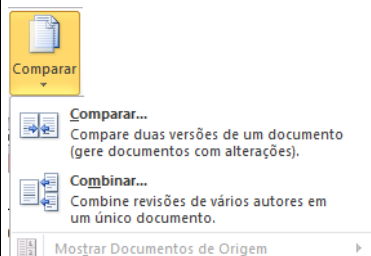 Comparar
Comparar...
Compare duas versões de um documento
(gere documentos com alterações).
Combinar...
Combine revisões de vários autores em
um único documento.
Mostrar Documentos de Origem